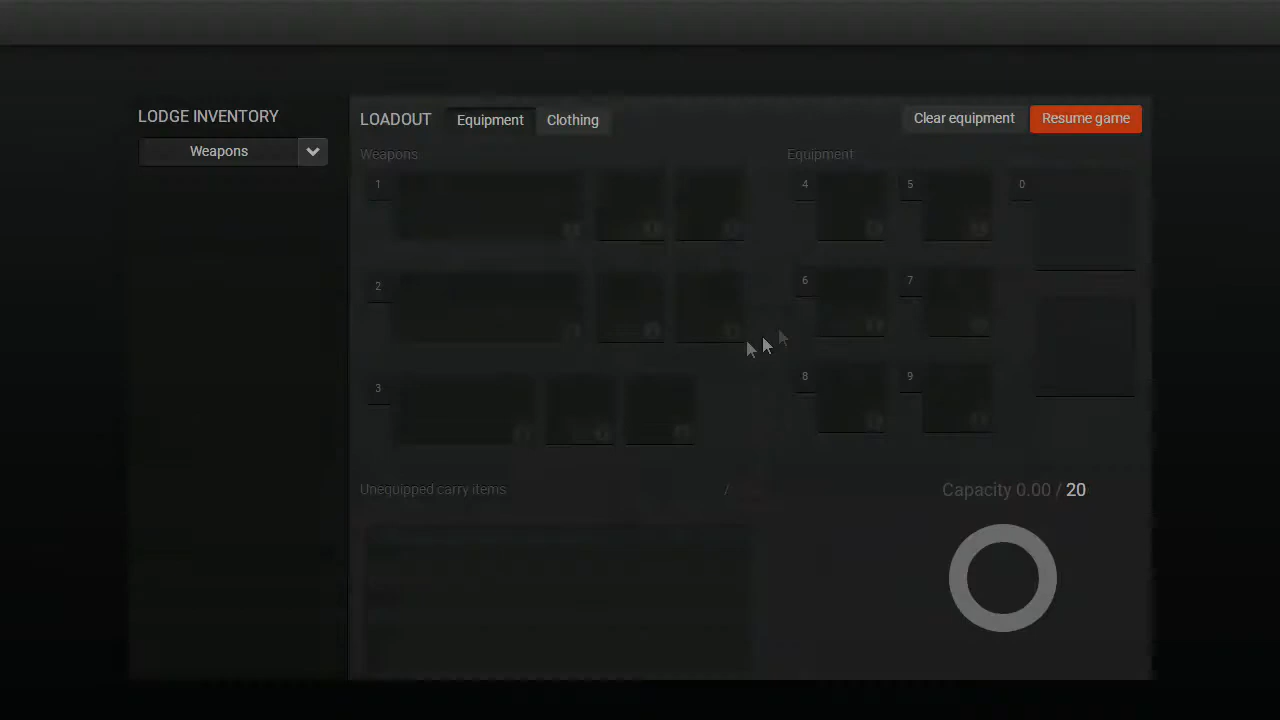 LODGE INVENTORY
Weapons
LOADOUT Equipment Clothing Clear equipment Resume game
Weapons Equipment
1 4 5 0
2 6 7
3 8 9
Unequipped carry items / Capacity 0.00 / 20